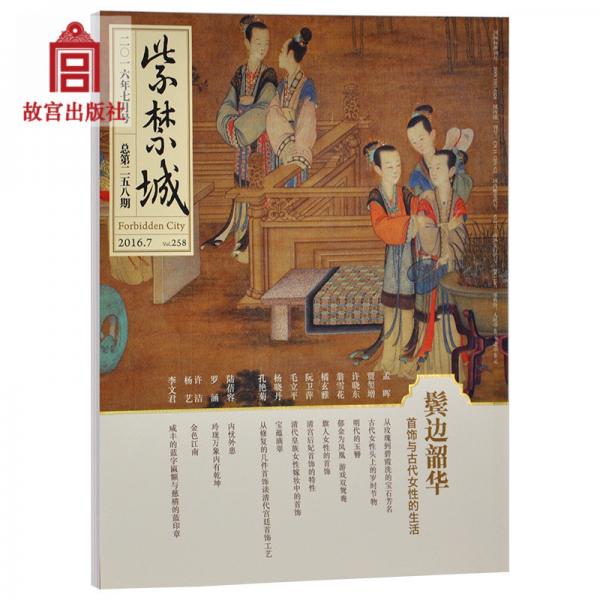 故宫出版社
二〇一六年七月号
总第二五八期
紫禁城
Forbidden City
2016.7 Vol.258
鬓边韶华
首饰与古代女性的生活
孟晖 从玫瑰到碧霞洗的宝石芳名
贾玺增 古代女性头上的岁时节物
许晓东 明代的玉簪
翁雪花 郁金为凤凰 游戏双鸳鸯
橘玄雅 旗人女性的首饰
阮卫萍 清宫后妃首饰的特性
毛立平 清代皇族女性嫁妆中的首饰
杨晓丹 宝蕴满翠
孔艳菊 从修复的几件首饰谈清代宫廷首饰工艺
陆蓓容 内忧外患
罗涵 玲珑万象内有乾坤
许洁
杨艺 金色江南
李文君 咸丰的蓝字匾额与慈禧的蓝印章